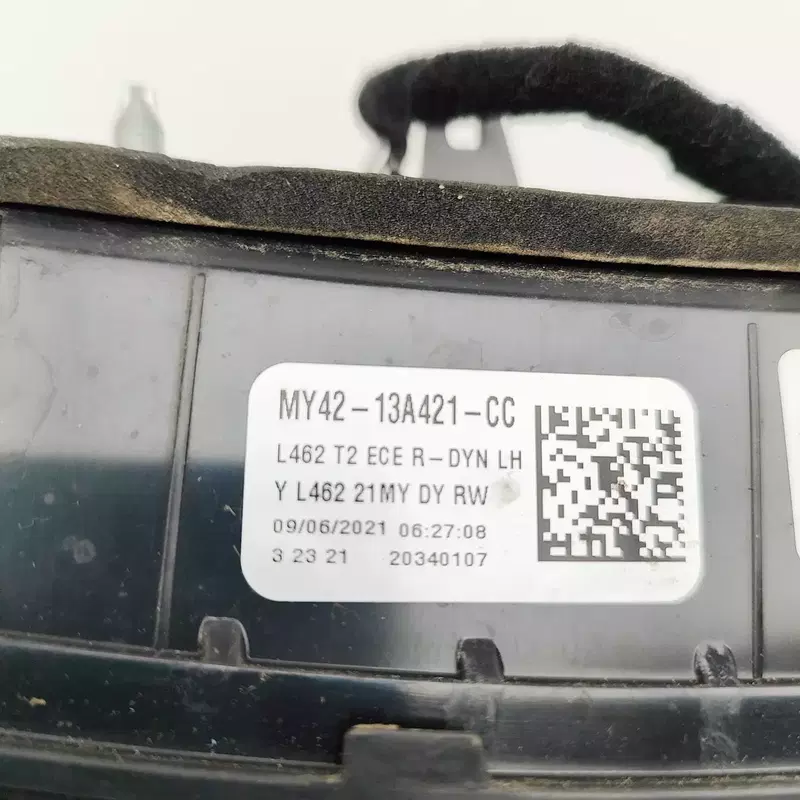 MY42-13A421-CC
L462 T2 ECE R-DYN LH
Y L462 21MY DY RW
09/06/2021 06:27:08
3 23 21 20340107